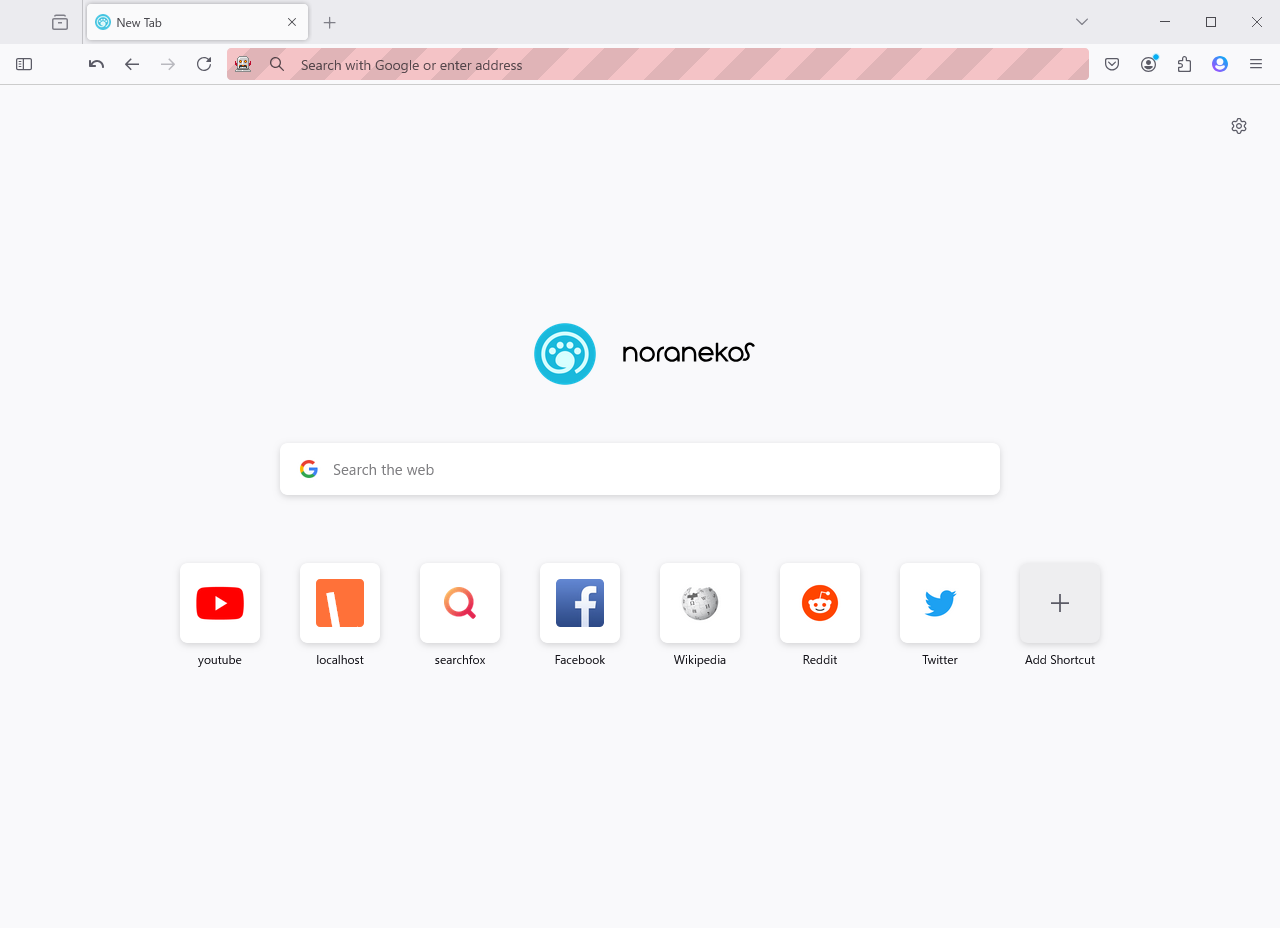 New Tab
Search with Google or enter address
noraneko
Search the web
youtube
localhost
searchfox
Facebook
Wikipedia
Reddit
Twitter
Add Shortcut